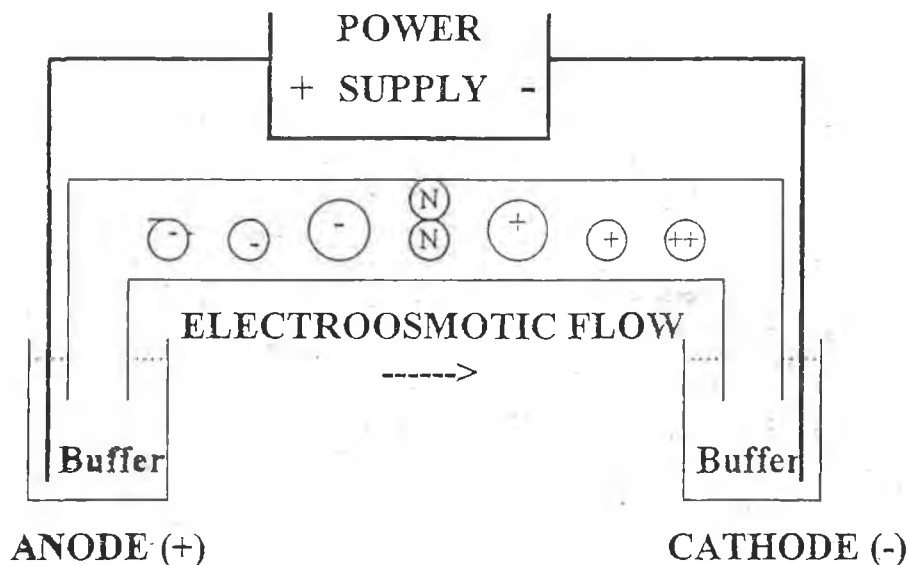 POWER
+ SUPPLY -
N
- - - N + + ++
ELECTROOSMOTIC FLOW
------>
Buffer Buffer
ANODE (+) CATHODE (-)